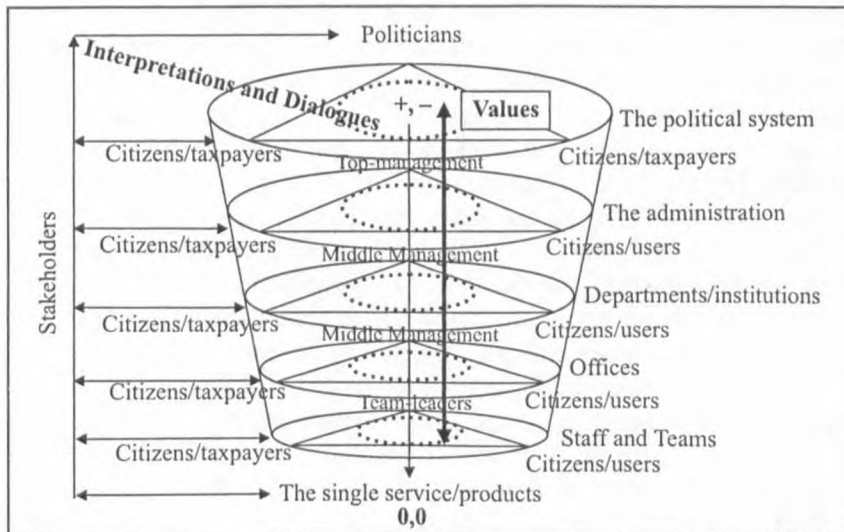 Politicians
Interpretations and Dialogues
+, –
Values
The political system
Citizens/taxpayers
Citizens/taxpayers
Top-management
The administration
Citizens/taxpayers
Citizens/users
Middle Management
Departments/institutions
Citizens/taxpayers
Citizens/users
Middle Management
Offices
Citizens/taxpayers
Citizens/users
Team-leaders
Staff and Teams
Citizens/taxpayers
Citizens/users
Stakeholders
The single service/products
0,0